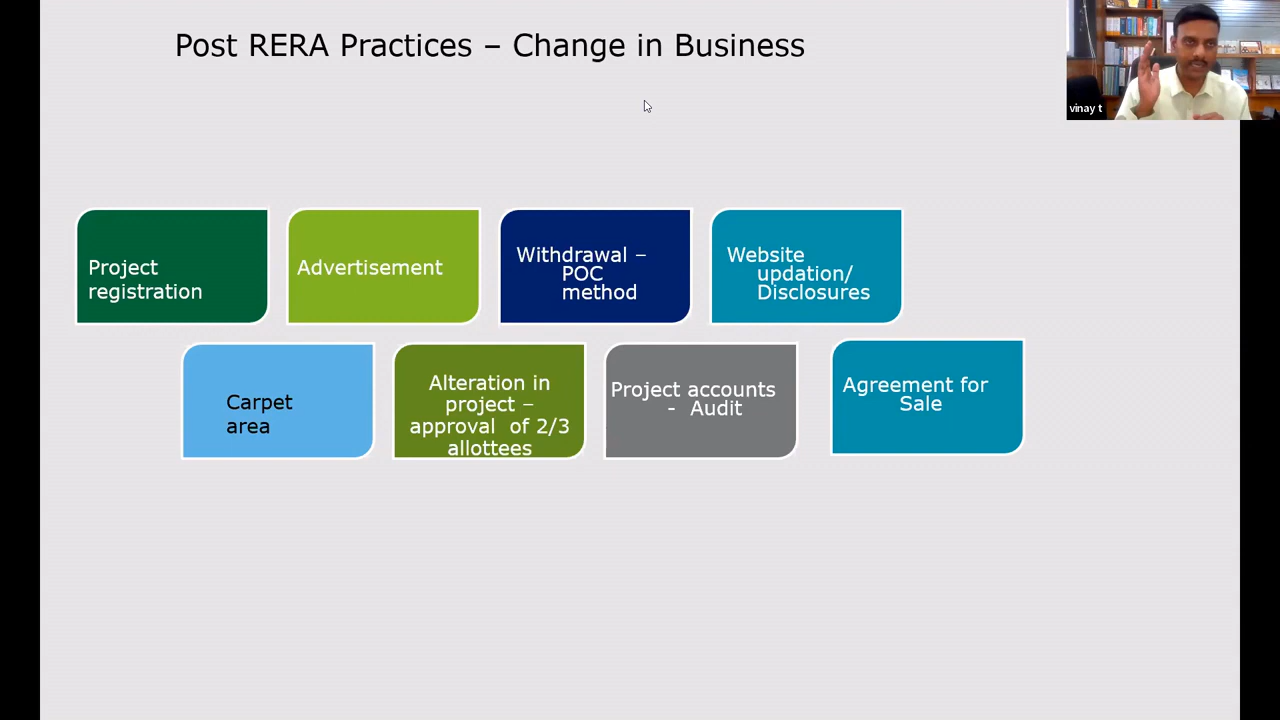 Post RERA Practices – Change in Business
vinay t
Project
registration
Advertisement
Withdrawal –
POC
method
Website
updation/
Disclosures
Carpet
area
Alteration in
project –
approval of 2/3
allottees
Project accounts
- Audit
Agreement for
Sale